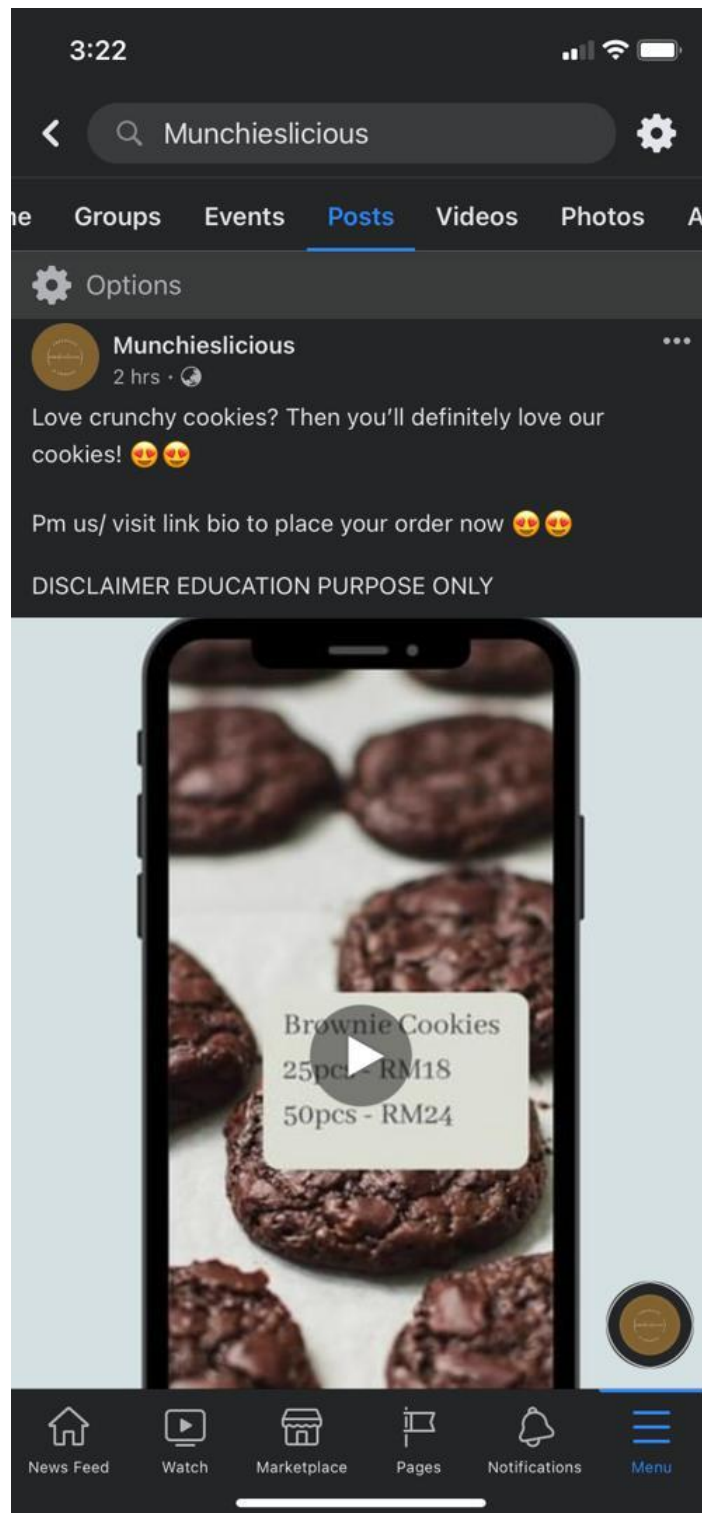 3:22
Munchieslicious
Groups Events Posts Videos Photos A
Options
Munchieslicious
2 hrs ·
Love crunchy cookies? Then you’ll definitely love our
cookies! 😍😍
Pm us/ visit link bio to place your order now 😍😍
DISCLAIMER EDUCATION PURPOSE ONLY
Brownie Cookies
25pcs - RM18
50pcs - RM24
News Feed Watch Marketplace Pages Notifications Menu